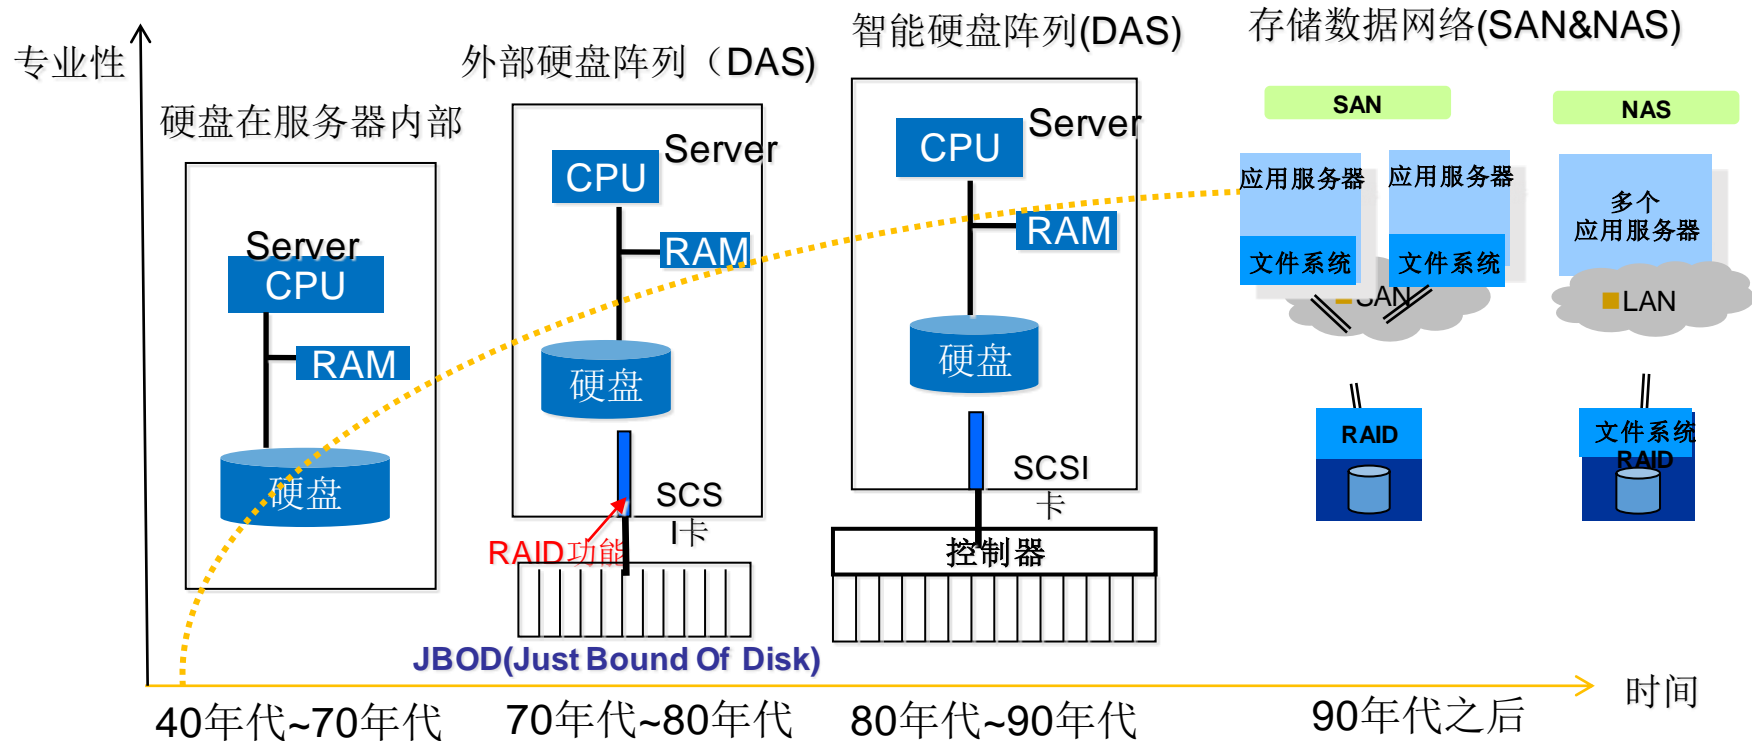 专业性
硬盘在服务器内部
Server
CPU
RAM
硬盘
40年代~70年代
外部硬盘阵列（DAS)
Server
CPU
RAM
硬盘
SCS
I卡
RAID功能
JBOD(Just Bound Of Disk)
70年代~80年代
智能硬盘阵列(DAS)
Server
CPU
RAM
硬盘
SCSI
卡
控制器
80年代~90年代
存储数据网络(SAN&NAS)
SAN
应用服务器
应用服务器
文件系统
文件系统
SAN
RAID
NAS
多个
应用服务器
LAN
文件系统
RAID
90年代之后
时间